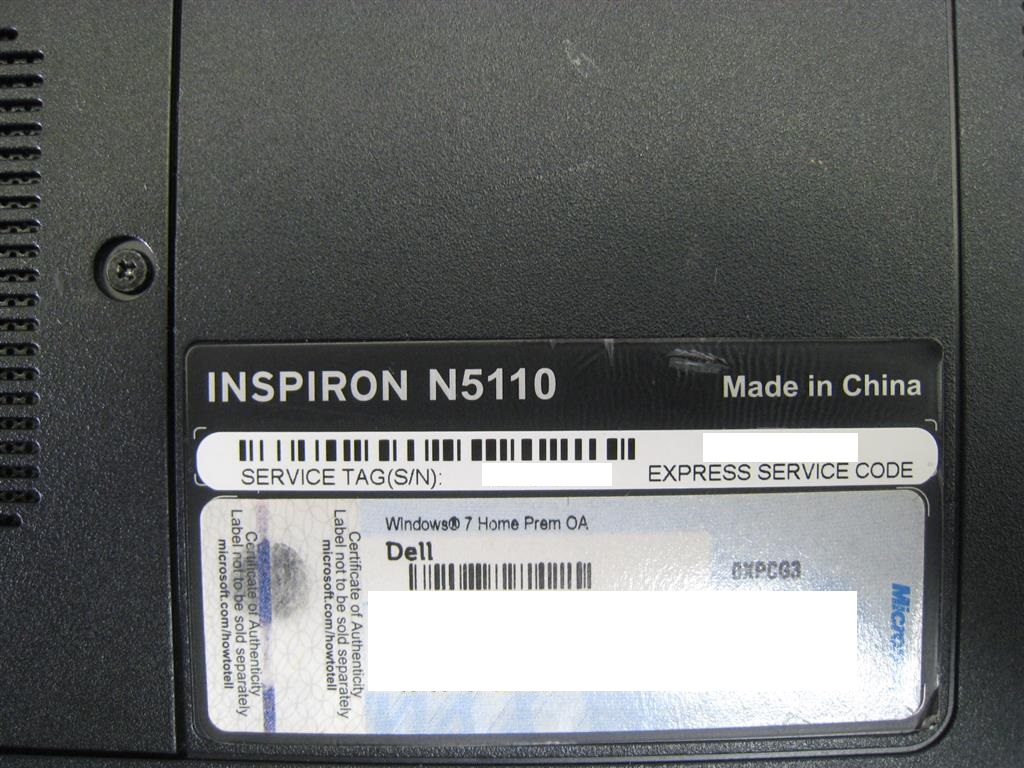 INSPIRON N5110
Made in China
SERVICE TAG(S/N):
EXPRESS SERVICE CODE
Windows® 7 Home Prem OA
Dell
Certificate of Authenticity
Label not to be sold separately
microsoft.com/howtotell
Certificate of Authenticity
Label not to be sold separately
microsoft.com/howtotell